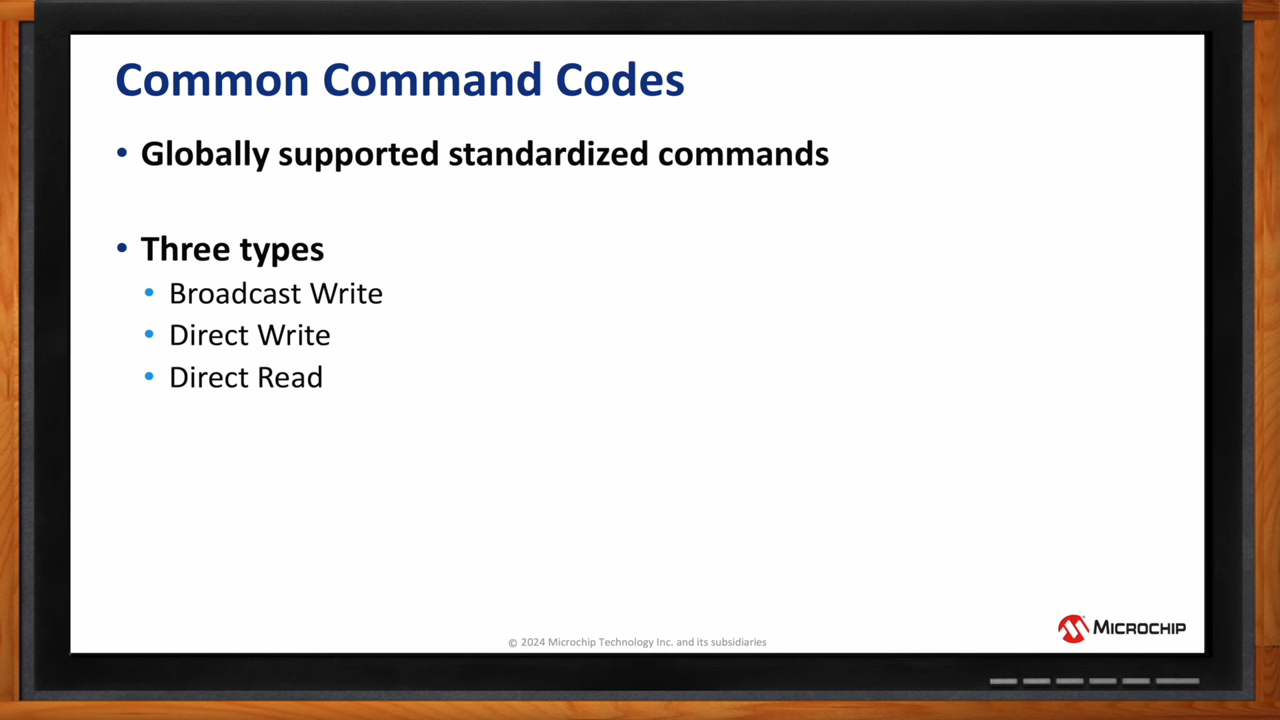 Common Command Codes
• Globally supported standardized commands
• Three types
• Broadcast Write
• Direct Write
• Direct Read
© 2024 Microchip Technology Inc. and its subsidiaries
MICROCHIP